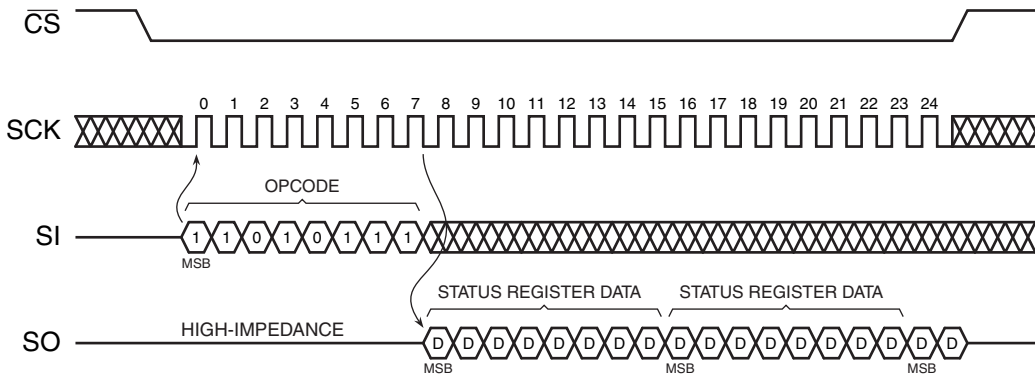 CS
0 1 2 3 4 5 6 7 8 9 10 11 12 13 14 15 16 17 18 19 20 21 22 23 24
SCK
OPCODE
SI 1 1 0 1 0 1 1 1
MSB
STATUS REGISTER DATA STATUS REGISTER DATA
HIGH-IMPEDANCE
SO D D D D D D D D D D D D D D D D D D
MSB MSB MSB